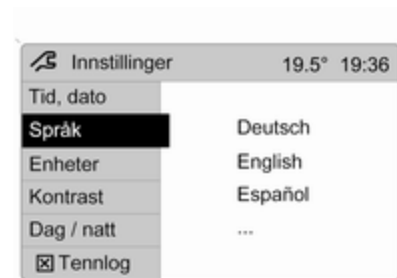 Innstillinger 19.5° 19:36
Tid, dato
Språk Deutsch
Enheter English
Kontrast Español
Dag / natt ...
Tennlog